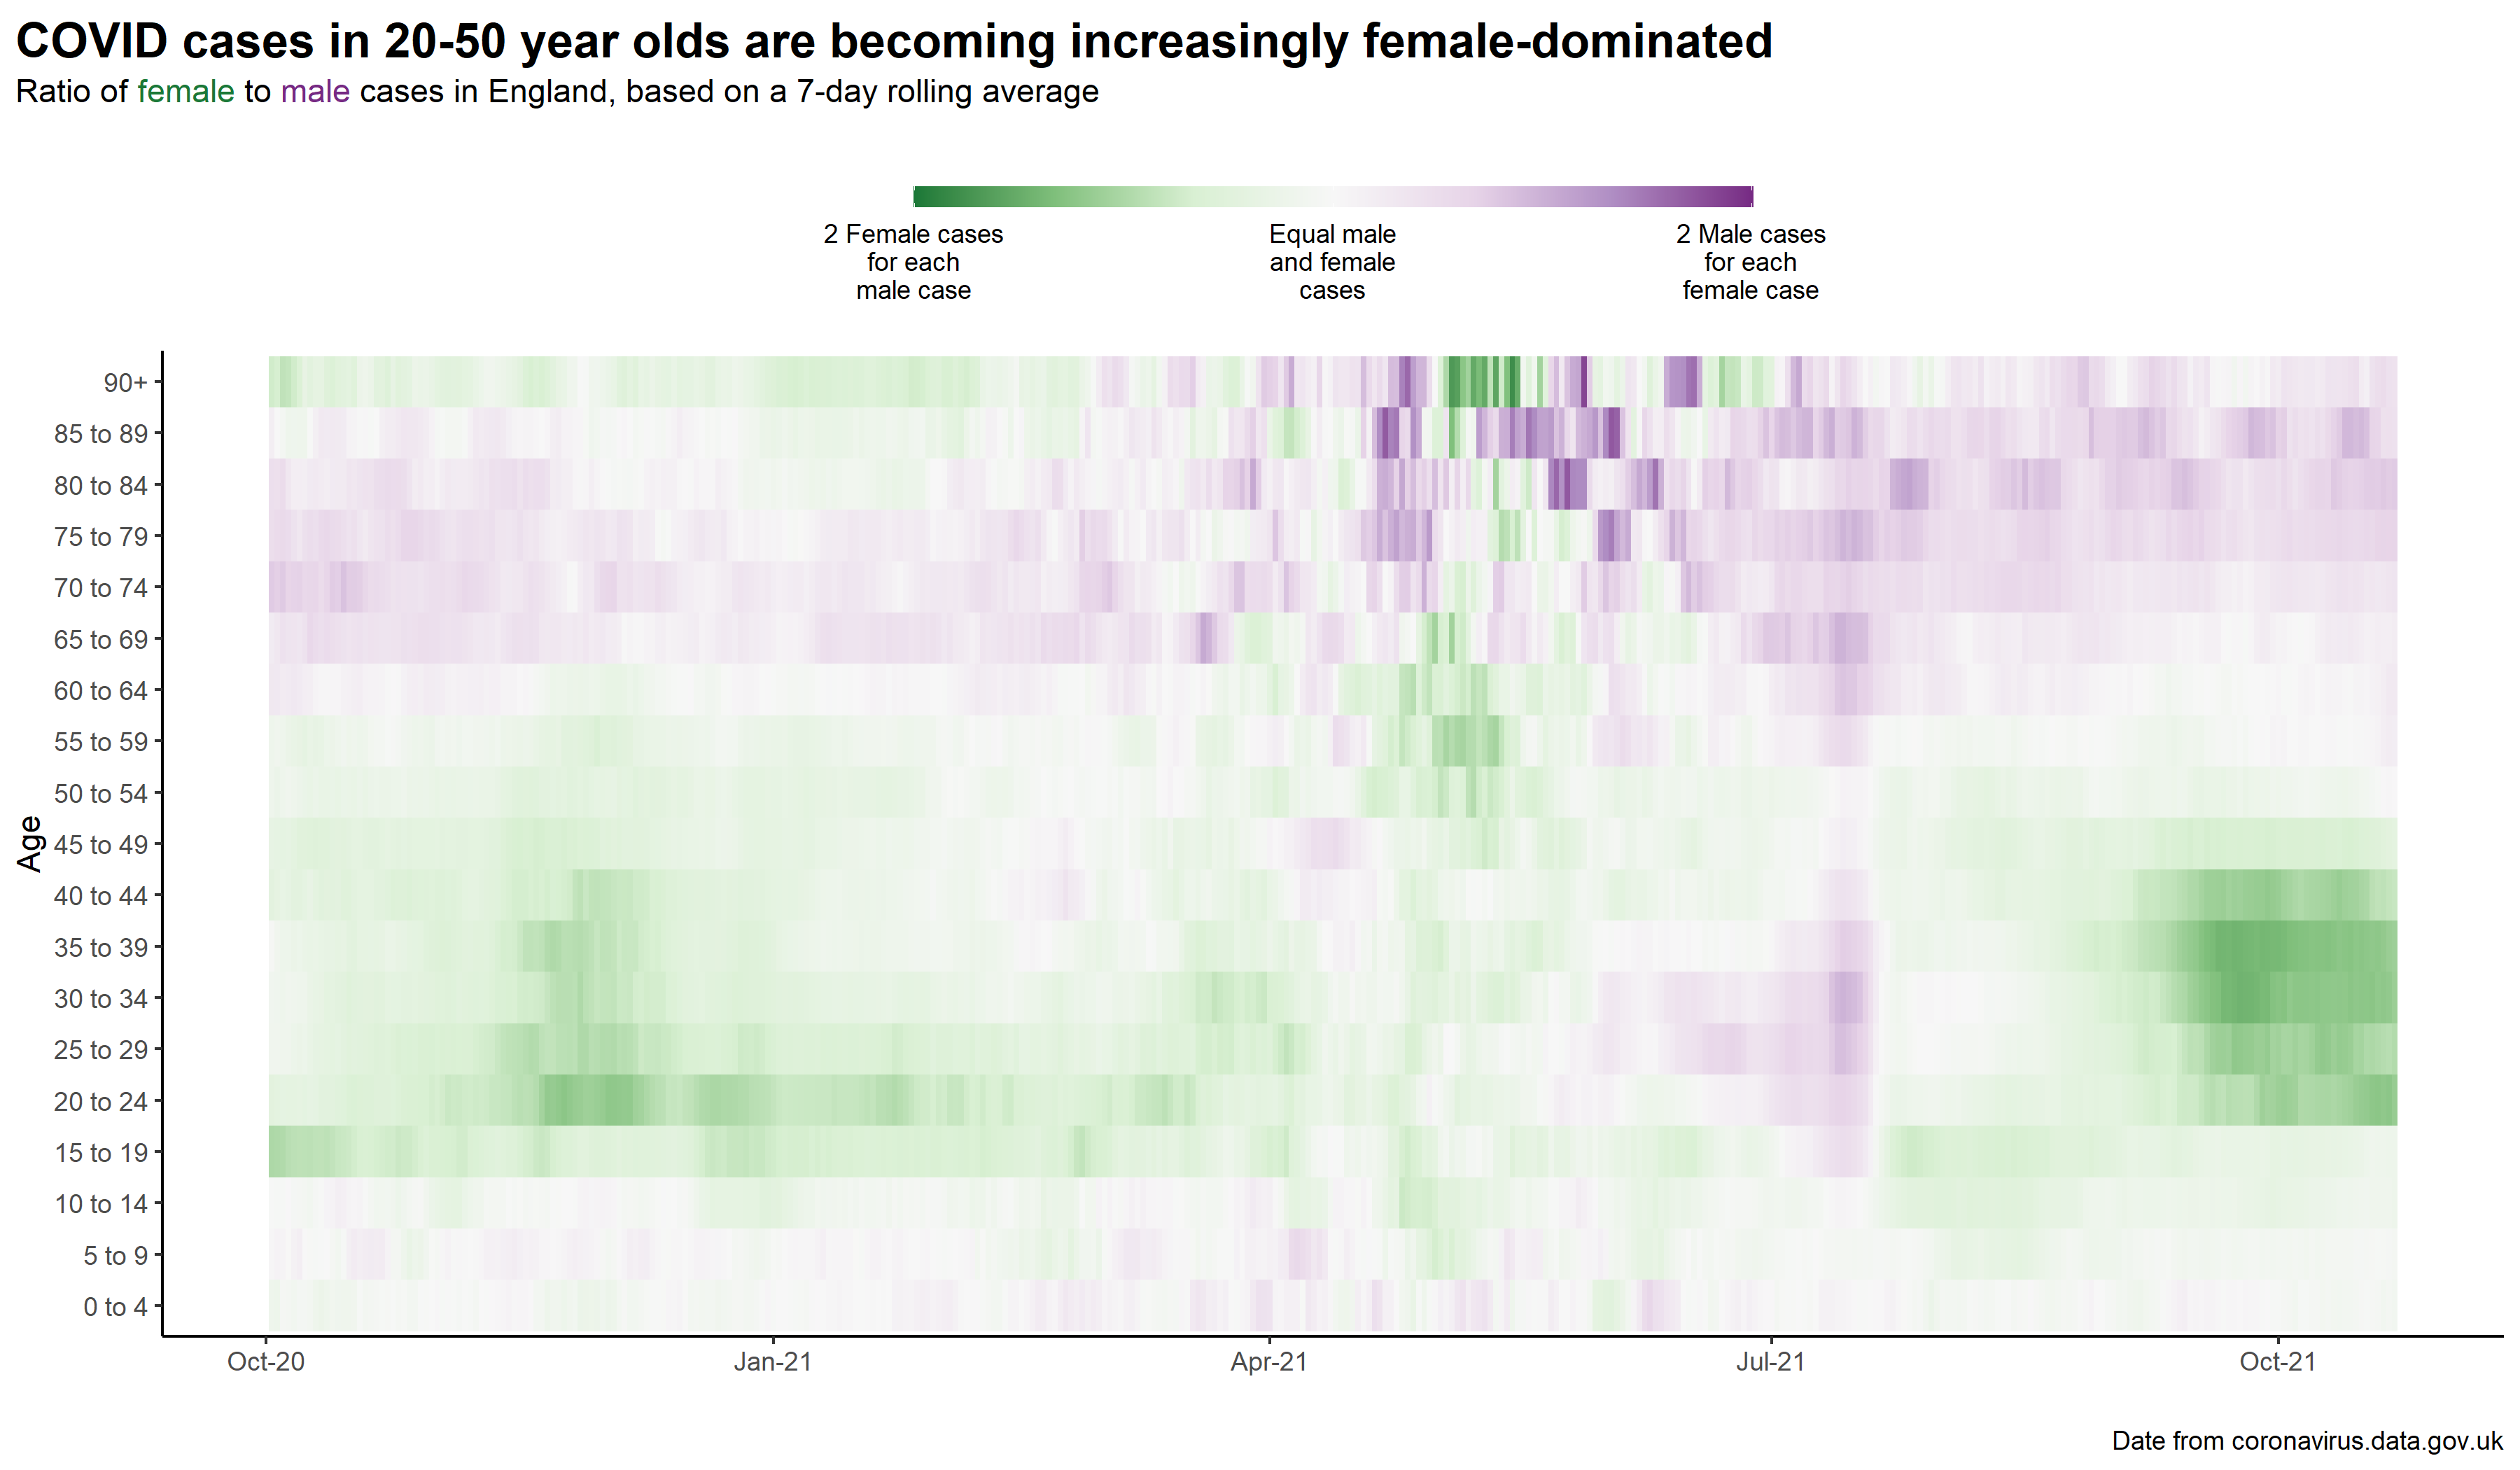 COVID cases in 20-50 year olds are becoming increasingly female-dominated
Ratio of female to male cases in England, based on a 7-day rolling average
2 Female cases
for each
male case
Equal male
and female
cases
2 Male cases
for each
female case
Age
90+
85 to 89
80 to 84
75 to 79
70 to 74
65 to 69
60 to 64
55 to 59
50 to 54
45 to 49
40 to 44
35 to 39
30 to 34
25 to 29
20 to 24
15 to 19
10 to 14
5 to 9
0 to 4
Oct-20
Jan-21
Apr-21
Jul-21
Oct-21
Date from coronavirus.data.gov.uk